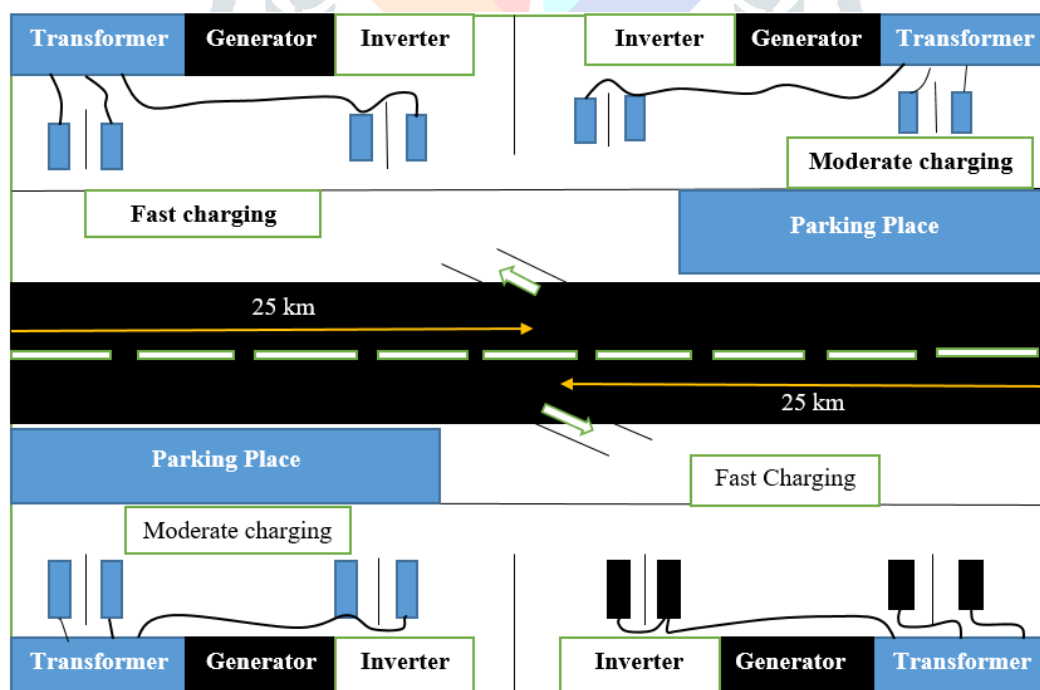 Transformer Generator Inverter
Inverter Generator Transformer
Moderate charging
Fast charging
Parking Place
25 km
25 km
Parking Place
Fast Charging
Moderate charging
Transformer Generator Inverter
Inverter Generator Transformer